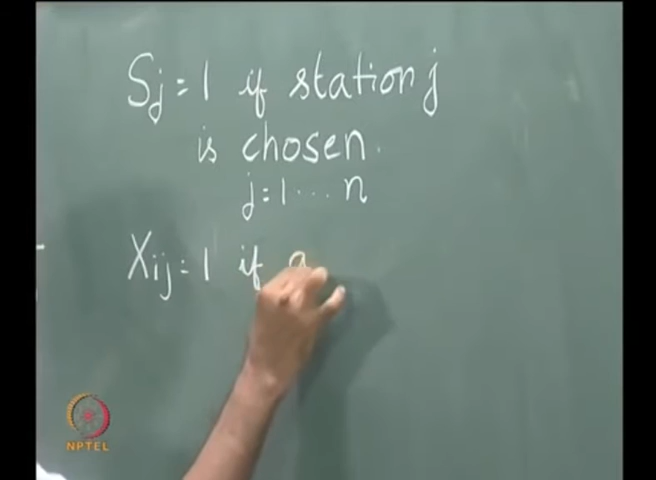 Sj = 1 if station j
is chosen.
j = 1 ... n
Xij = 1 if a
NPTEL